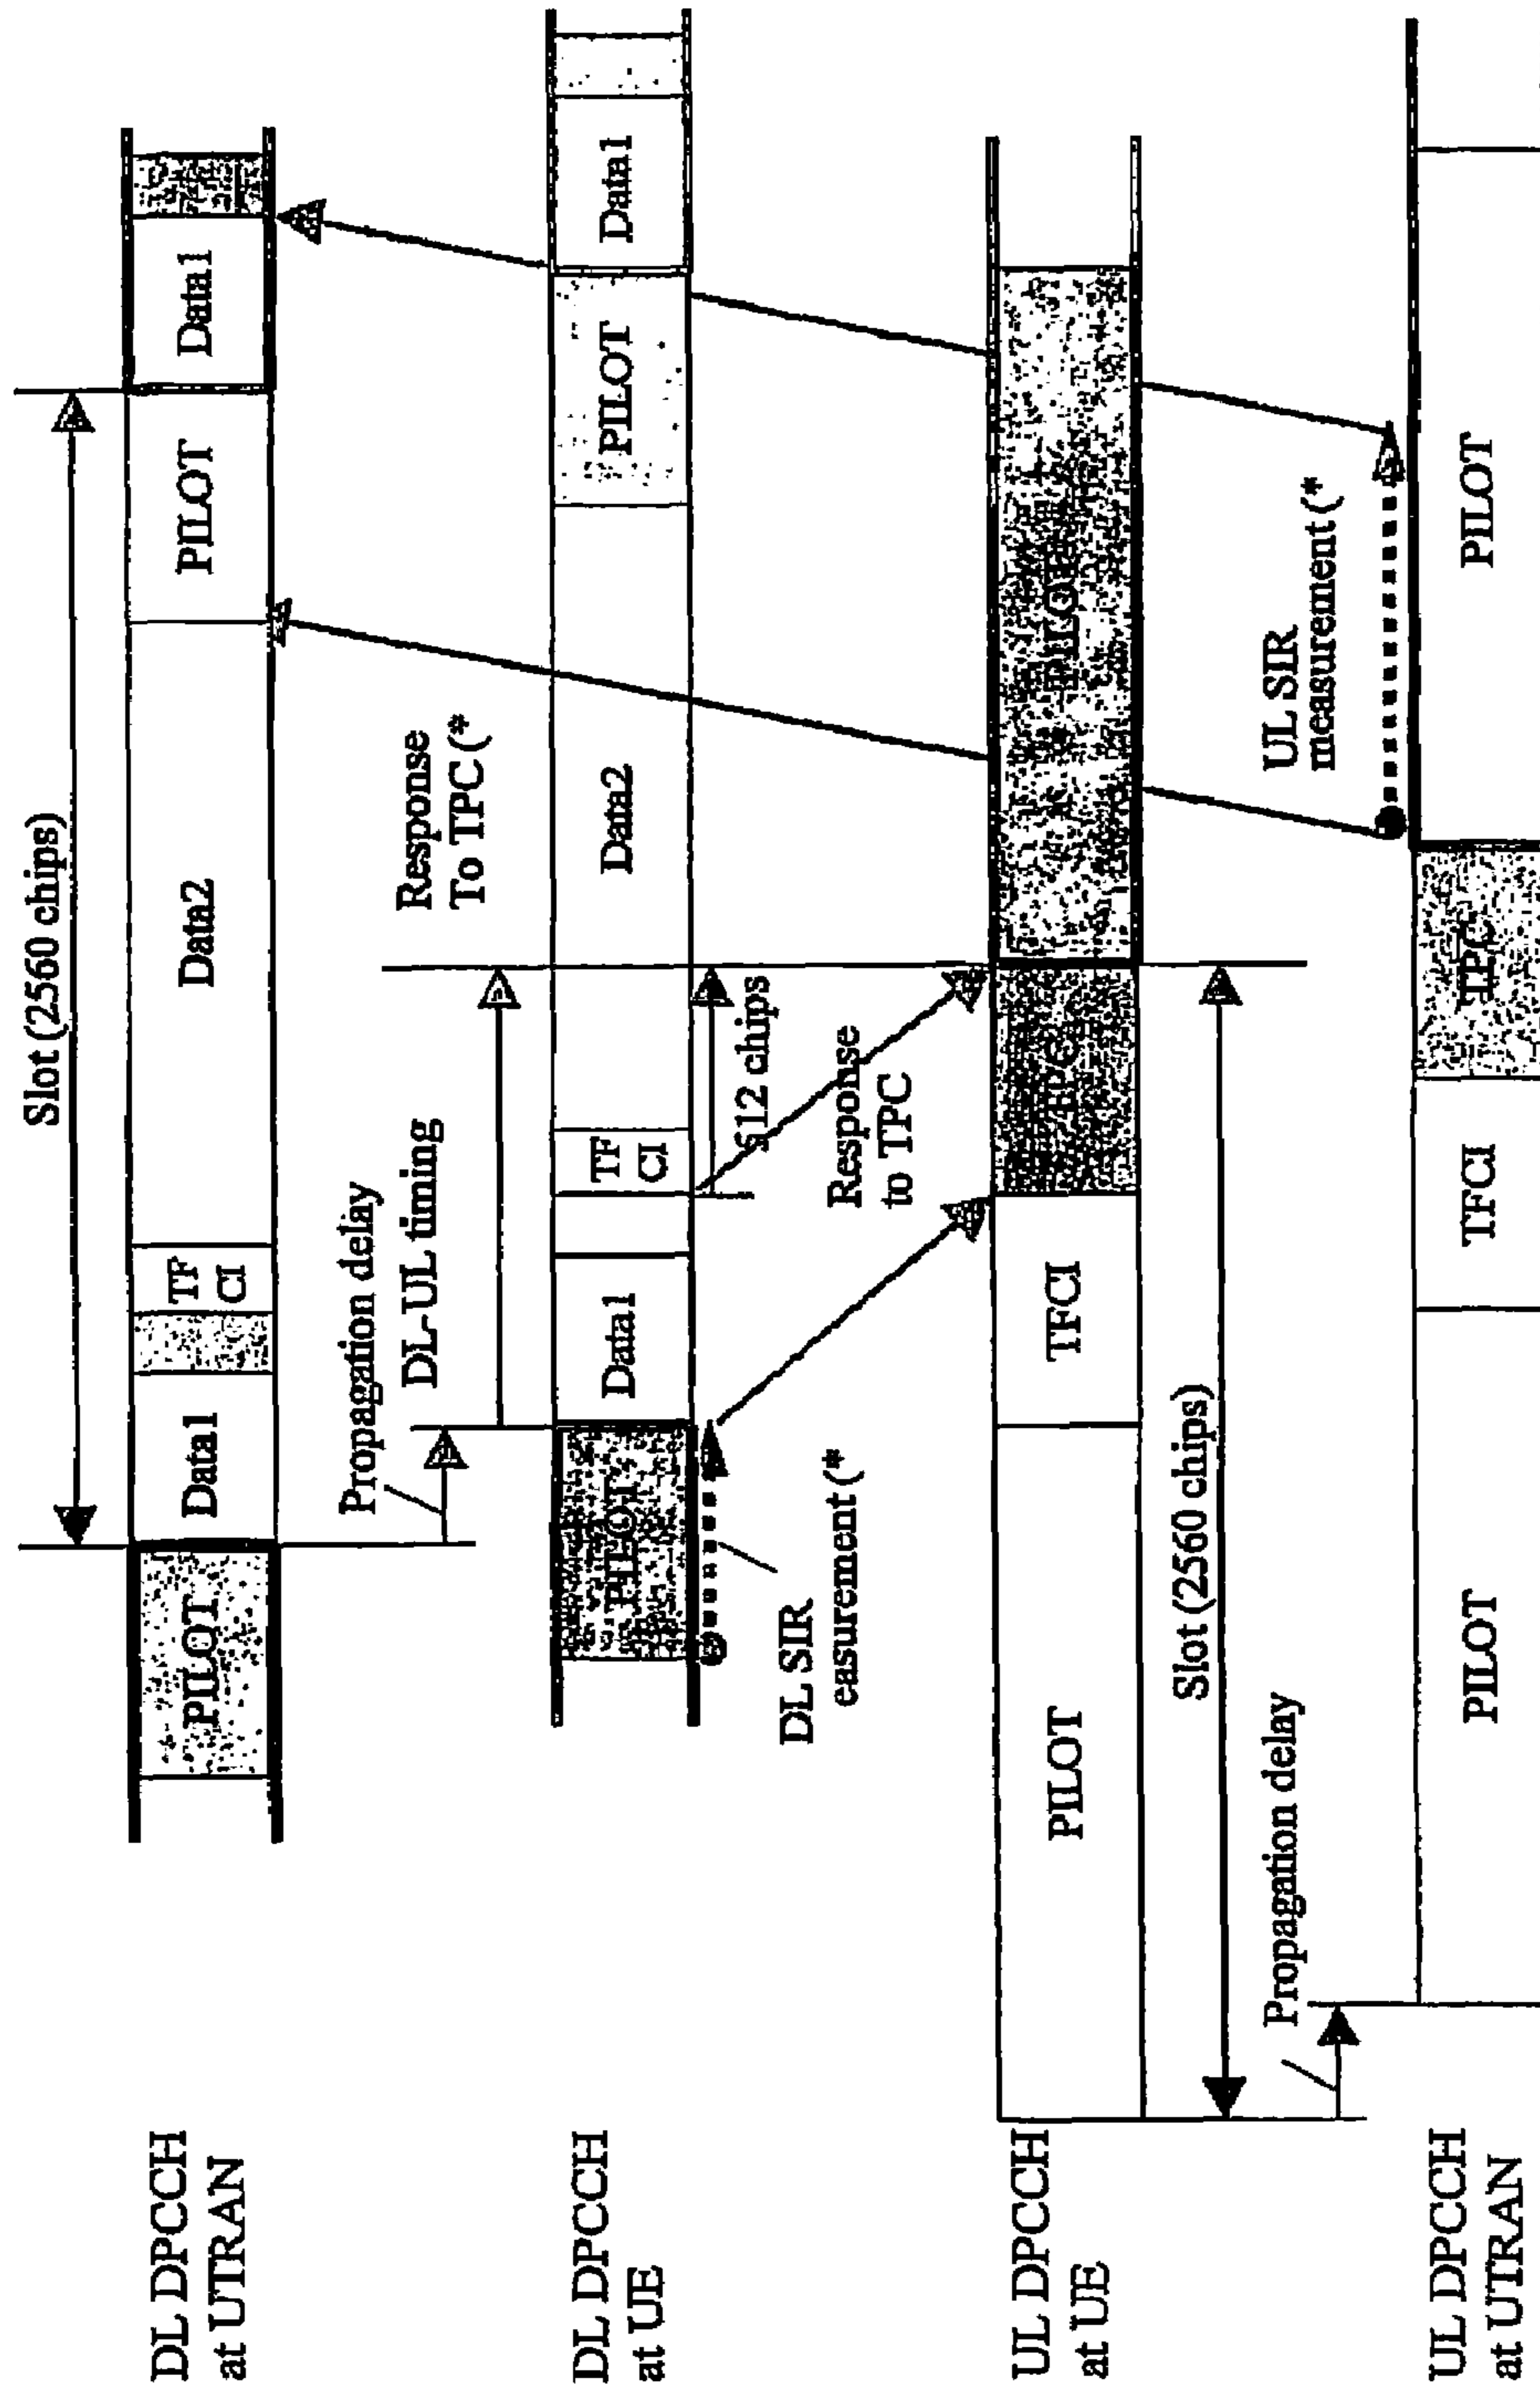 DL DPCCH
at UTRAN
PILOT
Data1
TF
CI
Data2
PILOT
Data1
Slot (2560 chips)
Propagation delay
DL-UL timing
Response
To TPC (*
DL DPCCH
at UE
PILOT
Data1
TF
CI
Data2
PILOT
Data1
DL SIR
easurement (*
512 chips
Response
to TPC
UL DPCCH
at UE
PILOT
TFCI
TPC
PILOT
Slot (2560 chips)
Propagation delay
UL SIR
measurement (*
UL DPCCH
at UTRAN
PILOT
TFCI
TPC
PILOT